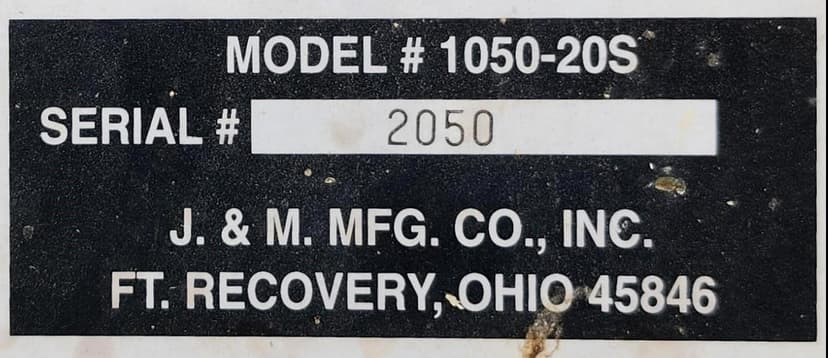 MODEL # 1050-20S
SERIAL # 2050
J. & M. MFG. CO., INC.
FT. RECOVERY, OHIO 45846